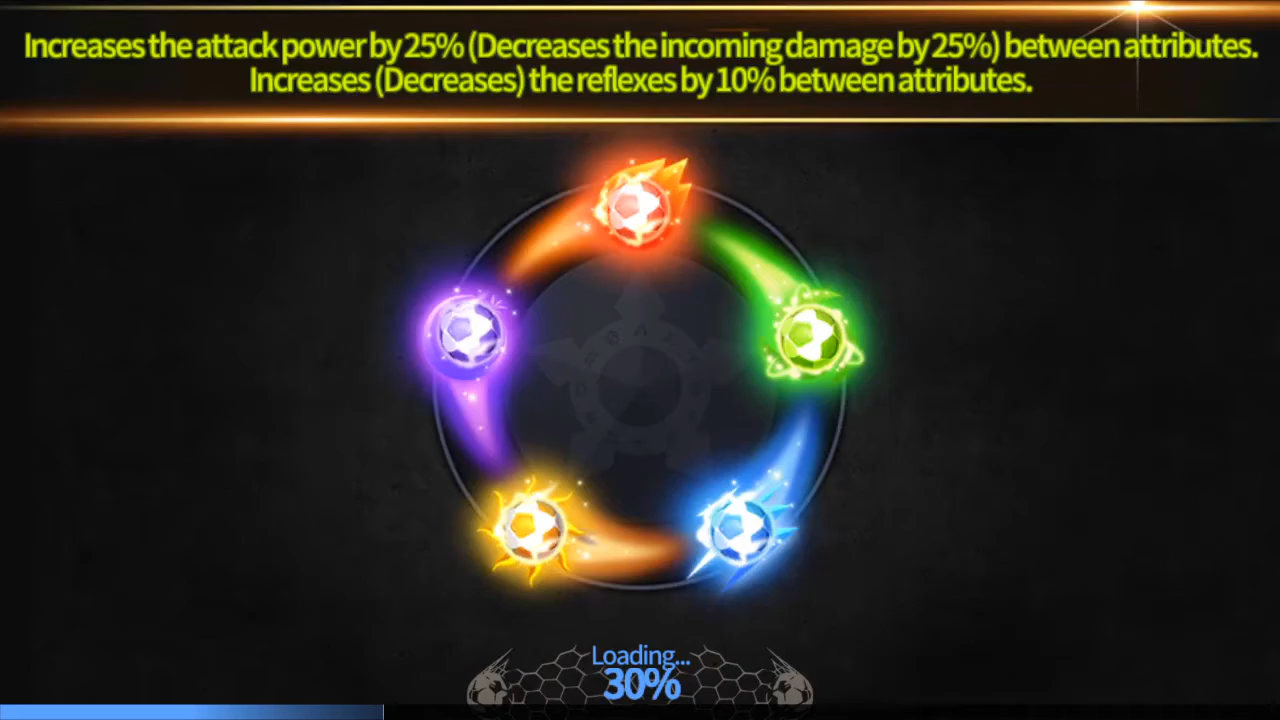 Increases the attack power by 25% (Decreases the incoming damage by 25%) between attributes.
Increases (Decreases) the reflexes by 10% between attributes.
Loading...
30%